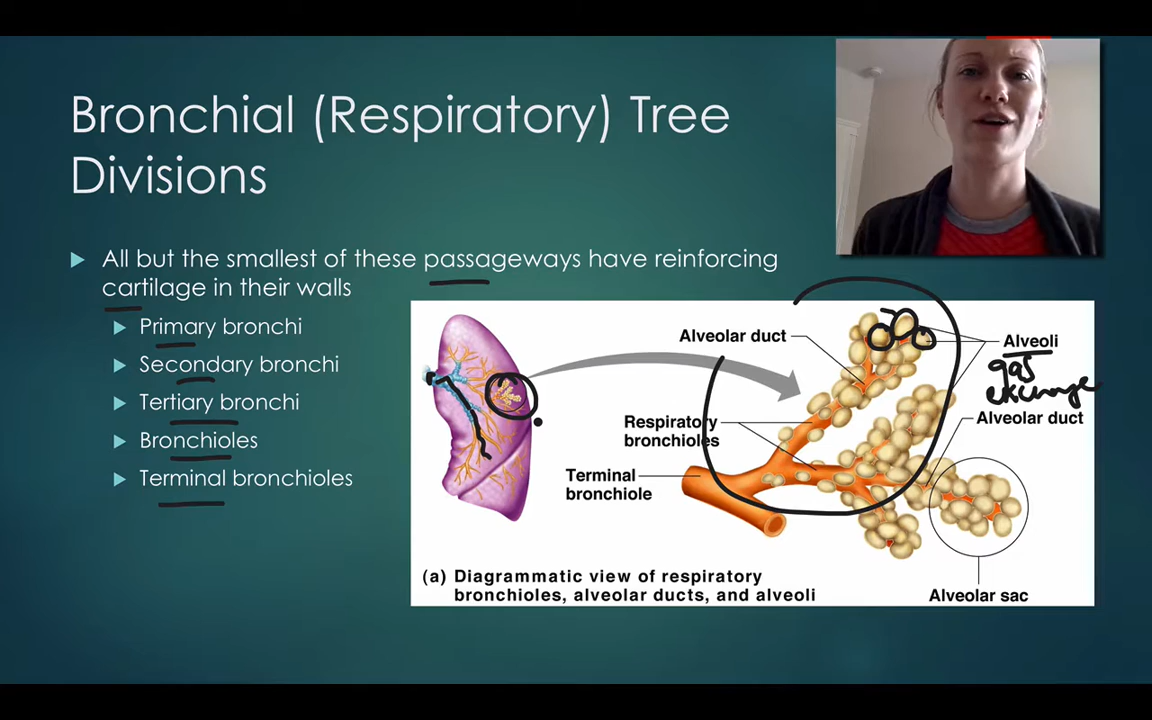 Bronchial (Respiratory) Tree
Divisions
All but the smallest of these passageways have reinforcing
cartilage in their walls
Primary bronchi
Secondary bronchi
Tertiary bronchi
Bronchioles
Terminal bronchioles
Alveolar duct
Alveoli
gas
exchange
Respiratory
bronchioles
Alveolar duct
Terminal
bronchiole
(a) Diagrammatic view of respiratory
bronchioles, alveolar ducts, and alveoli
Alveolar sac